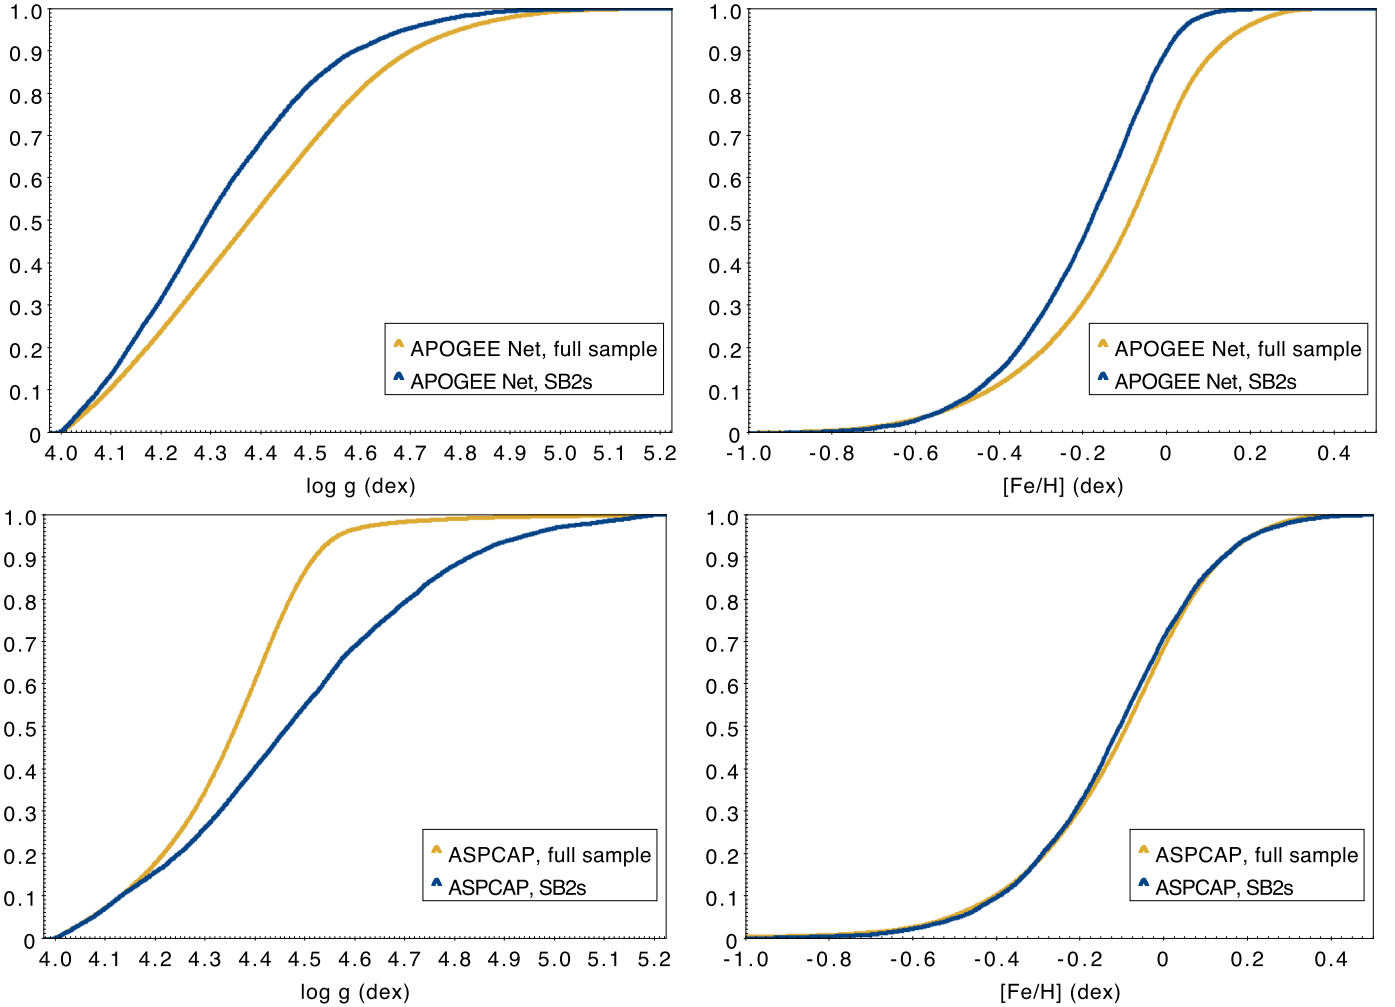 1.0
0.9
0.8
0.7
0.6
0.5
0.4
0.3
0.2
0.1
0
4.0 4.1 4.2 4.3 4.4 4.5 4.6 4.7 4.8 4.9 5.0 5.1 5.2
log g (dex)
APOGEE Net, full sample
APOGEE Net, SB2s
1.0
0.9
0.8
0.7
0.6
0.5
0.4
0.3
0.2
0.1
0
-1.0 -0.8 -0.6 -0.4 -0.2 0 0.2 0.4
[Fe/H] (dex)
APOGEE Net, full sample
APOGEE Net, SB2s
1.0
0.9
0.8
0.7
0.6
0.5
0.4
0.3
0.2
0.1
0
4.0 4.1 4.2 4.3 4.4 4.5 4.6 4.7 4.8 4.9 5.0 5.1 5.2
log g (dex)
ASPCAP, full sample
ASPCAP, SB2s
1.0
0.9
0.8
0.7
0.6
0.5
0.4
0.3
0.2
0.1
0
-1.0 -0.8 -0.6 -0.4 -0.2 0 0.2 0.4
[Fe/H] (dex)
ASPCAP, full sample
ASPCAP, SB2s